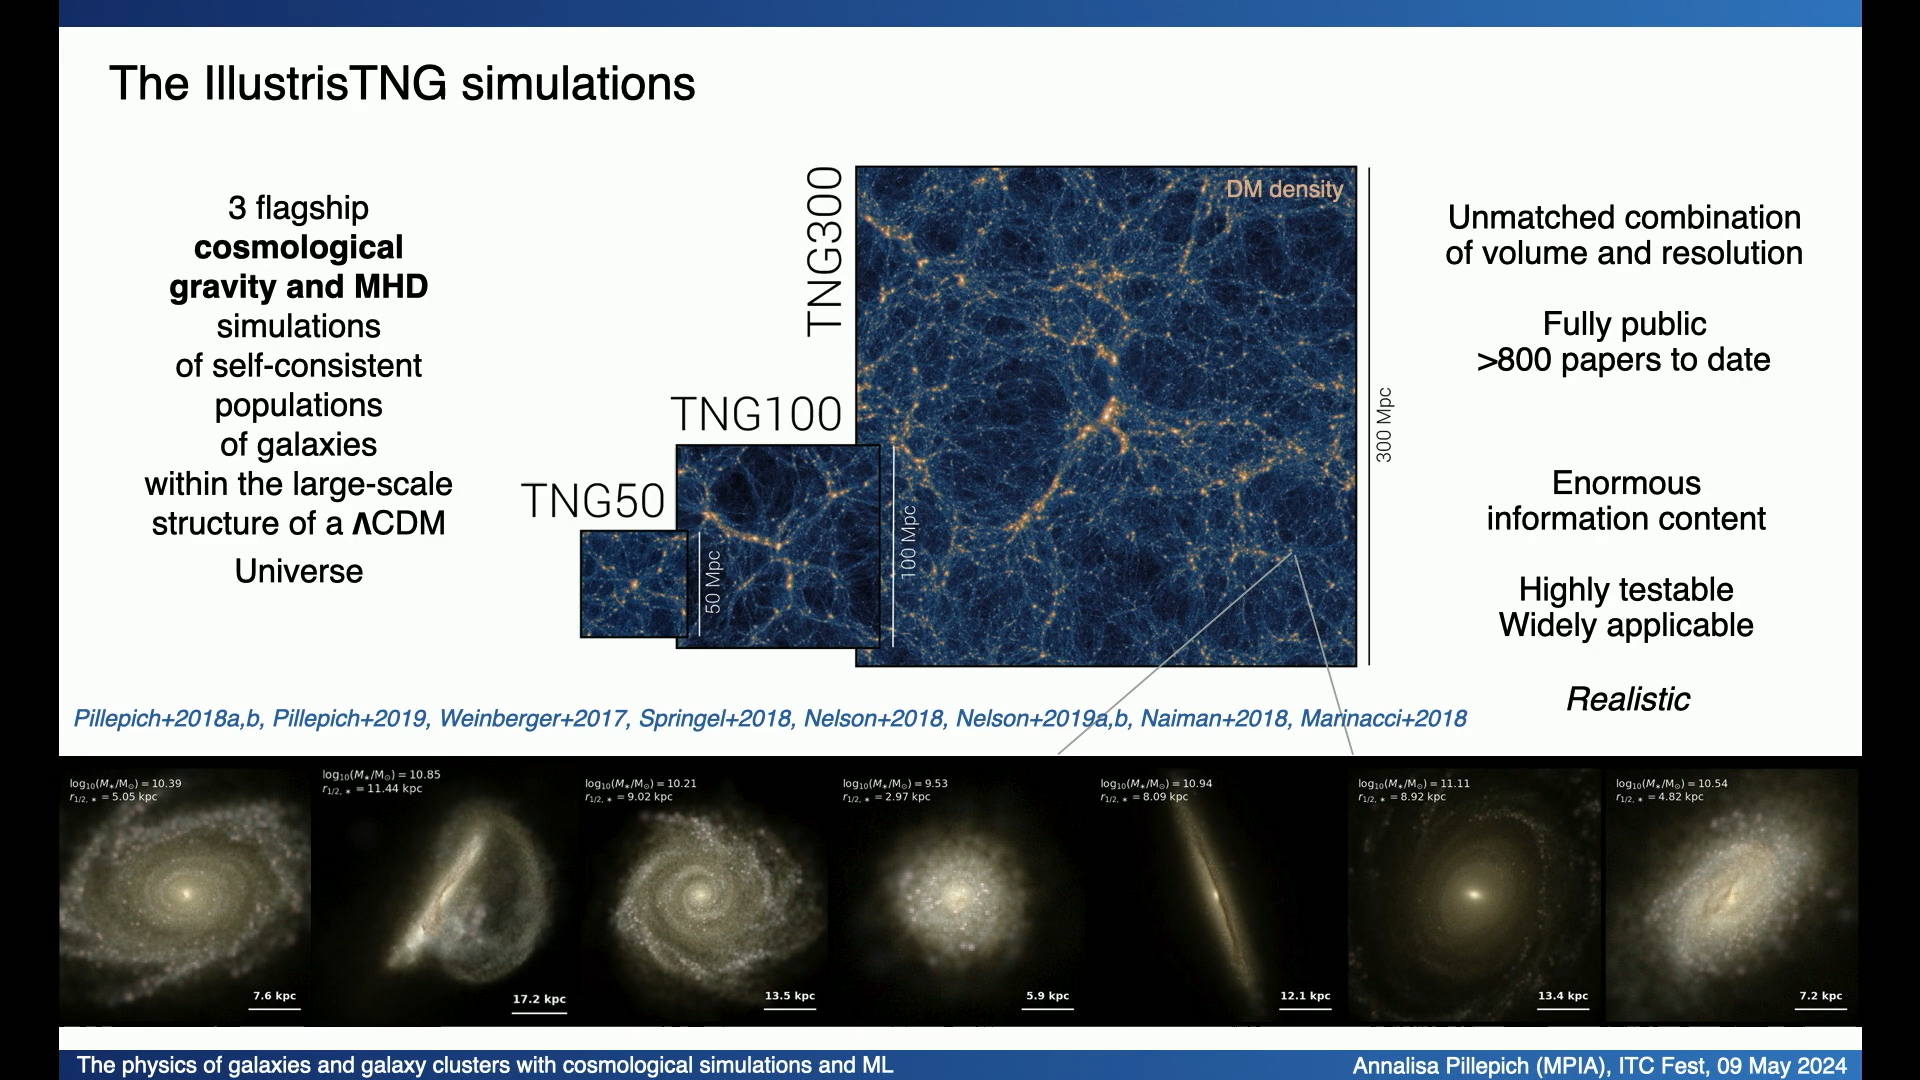 The IllustrisTNG simulations
3 flagship
cosmological
gravity and MHD
simulations
of self-consistent
populations
of galaxies
within the large-scale
structure of a ΛCDM
Universe
TNG50
50 Mpc
TNG100
100 Mpc
TNG300
DM density
300 Mpc
Unmatched combination
of volume and resolution
Fully public
>800 papers to date
Enormous
information content
Highly testable
Widely applicable
Realistic
Pillepich+2018a,b, Pillepich+2019, Weinberger+2017, Springel+2018, Nelson+2018, Nelson+2019a,b, Naiman+2018, Marinacci+2018
log₁₀(M⁎/M⊙) = 10.39
r₁/₂,⁎ = 5.05 kpc
7.6 kpc
log₁₀(M⁎/M⊙) = 10.85
r₁/₂,⁎ = 11.44 kpc
17.2 kpc
log₁₀(M⁎/M⊙) = 10.21
r₁/₂,⁎ = 9.02 kpc
13.5 kpc
log₁₀(M⁎/M⊙) = 9.53
r₁/₂,⁎ = 2.97 kpc
5.9 kpc
log₁₀(M⁎/M⊙) = 10.94
r₁/₂,⁎ = 8.09 kpc
12.1 kpc
log₁₀(M⁎/M⊙) = 11.11
r₁/₂,⁎ = 8.92 kpc
13.4 kpc
log₁₀(M⁎/M⊙) = 10.54
r₁/₂,⁎ = 4.82 kpc
7.2 kpc
The physics of galaxies and galaxy clusters with cosmological simulations and ML
Annalisa Pillepich (MPIA), ITC Fest, 09 May 2024